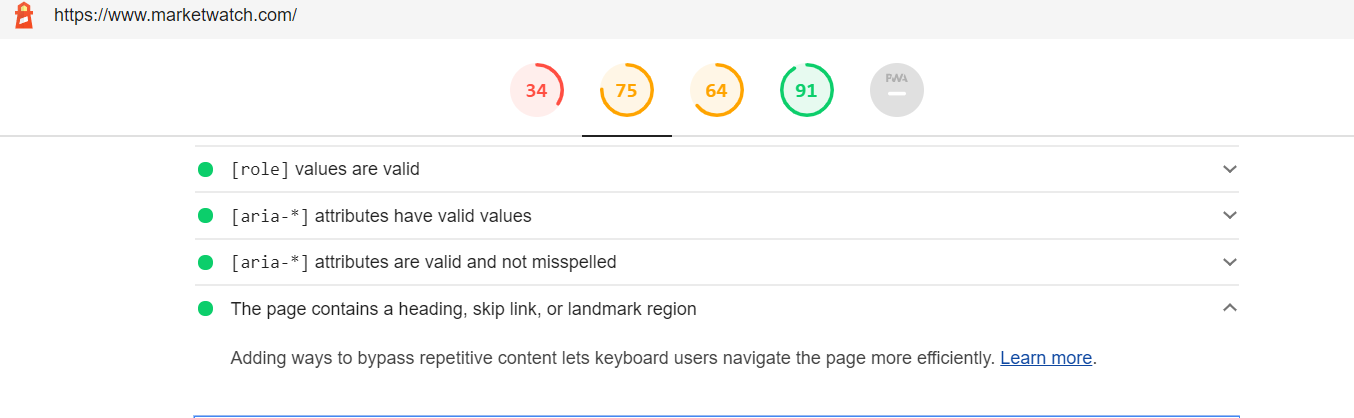 https://www.marketwatch.com/
34 75 64 91 PWA
[role] values are valid
[aria-*] attributes have valid values
[aria-*] attributes are valid and not misspelled
The page contains a heading, skip link, or landmark region
Adding ways to bypass repetitive content lets keyboard users navigate the page more efficiently. Learn more.